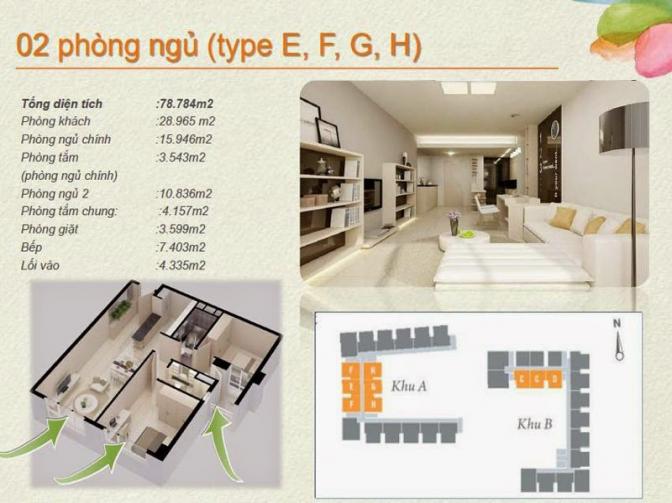 02 phòng ngủ (type E, F, G, H)
Tổng diện tích :78.784m2
Phòng khách :28.965 m2
Phòng ngủ chính :15.946m2
Phòng tắm :3.543m2
(phòng ngủ chính)
Phòng ngủ 2 :10.836m2
Phòng tắm chung: :4.157m2
Phòng giặt :3.599m2
Bếp :7.403m2
Lối vào :4.335m2
N
Khu A
Khu B